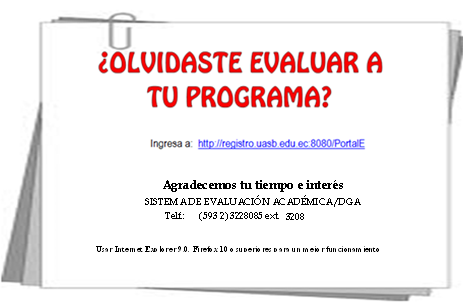 ¿OLVIDASTE EVALUAR A
TU PROGRAMA?
Ingresa a: http://registro.uasb.edu.ec:8080/PortalE
Agradecemos tu tiempo e interés
SISTEMA DE EVALUACIÓN ACADÉMICA/DGA
Telf: (593 2) 3228085 ext. 3208
Usar Internet Explorer 9.0, Firefox 10 o superiores para un mejor funcionamiento